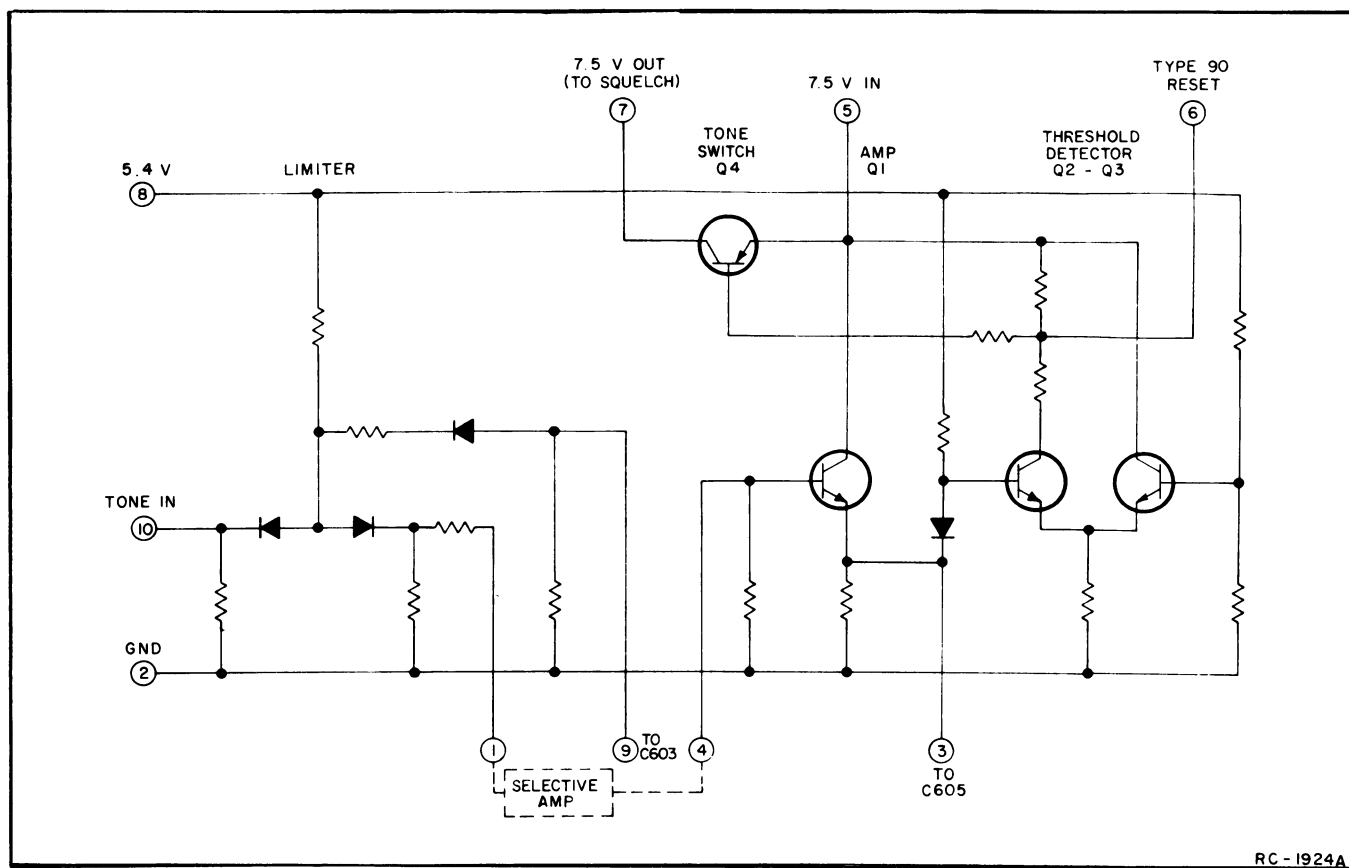 7.5 V OUT
(TO SQUELCH)
7
7.5 V IN
5
TYPE 90
RESET
6
TONE
SWITCH
Q4
AMP
Q1
THRESHOLD
DETECTOR
Q2 - Q3
5.4 V
8
LIMITER
TONE IN
10
GND
2
1
9
TO
C603
4
3
TO
C605
SELECTIVE
AMP
RC-1924A